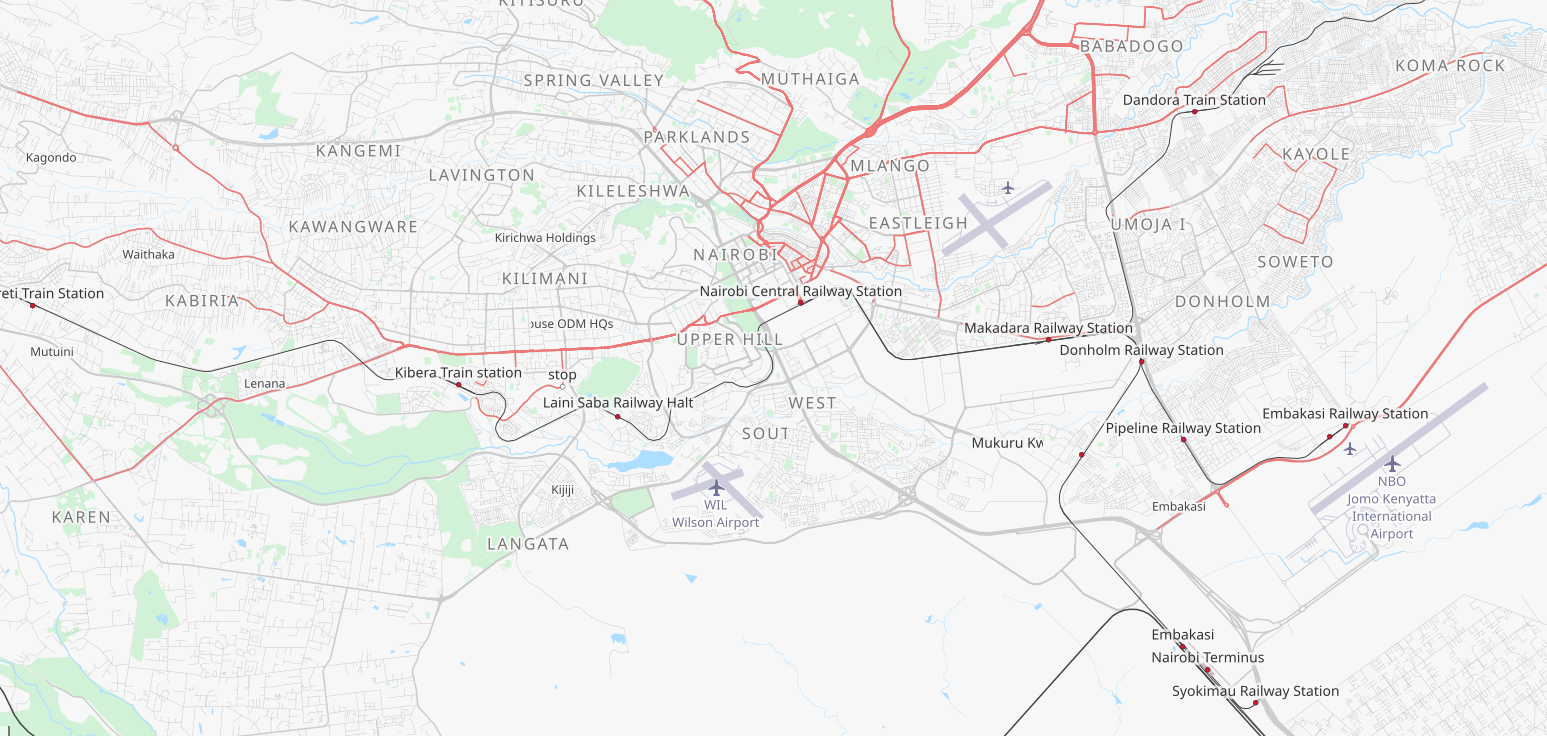 KITISURU
BABADOGO
KOMA ROCK
SPRING VALLEY
MUTHAIGA
Dandora Train Station
PARKLANDS
KANGEMI
Kagondo
MLANGO
KAYOLE
LAVINGTON
KILELESHWA
KAWANGWARE
EASTLEIGH
UMOJA I
Kirichwa Holdings
Waithaka
NAIROBI
SOWETO
KILIMANI
reti Train Station
KABIRIA
Nairobi Central Railway Station
DONHOLM
ouse ODM HQs
Makadara Railway Station
UPPER HILL
Mutuini
Donholm Railway Station
Kibera Train station
stop
Lenana
Laini Saba Railway Halt
WEST
Embakasi Railway Station
SOUT
Pipeline Railway Station
Mukuru Kw
NBO
Jomo Kenyatta
International
Airport
Kijiji
WIL
Wilson Airport
Embakasi
KAREN
LANGATA
Embakasi
Nairobi Terminus
Syokimau Railway Station